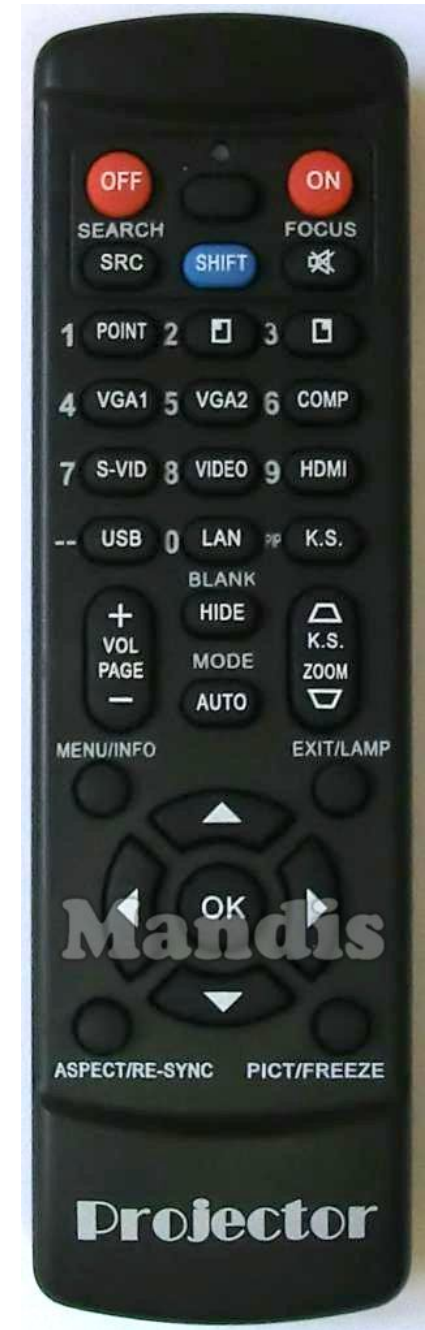 OFF ON
SEARCH FOCUS
SRC SHIFT
1 POINT 2 3
4 VGA1 5 VGA2 6 COMP
7 S-VID 8 VIDEO 9 HDMI
-- USB 0 LAN PIP K.S.
BLANK
+ HIDE
VOL K.S.
MODE
PAGE ZOOM
- AUTO
MENU/INFO EXIT/LAMP
OK
Mandis
ASPECT/RE-SYNC PICT/FREEZE
Projector